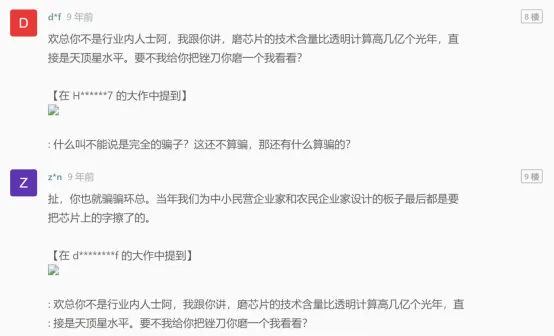 D
d*f 9 年前
8 楼
欢总你不是行业内人士阿，我跟你讲，磨芯片的技术含量比透明计算高几亿个光年，直
接是天顶星水平。要不我给你把锉刀你磨一个我看看？
【在 H******7 的大作中提到】
: 什么叫不能说是完全的骗子？这还不算骗，那还有什么算骗的？
Z
z*n 9 年前
9 楼
扯，你也就骗骗环总。当年我们为中小民营企业家和农民企业家设计的板子最后都是要
把芯片上的字擦了的。
【在 d********f 的大作中提到】
: 欢总你不是行业内人士阿，我跟你讲，磨芯片的技术含量比透明计算高几亿个光年，直
: 接是天顶星水平。要不我给你把锉刀你磨一个我看看？